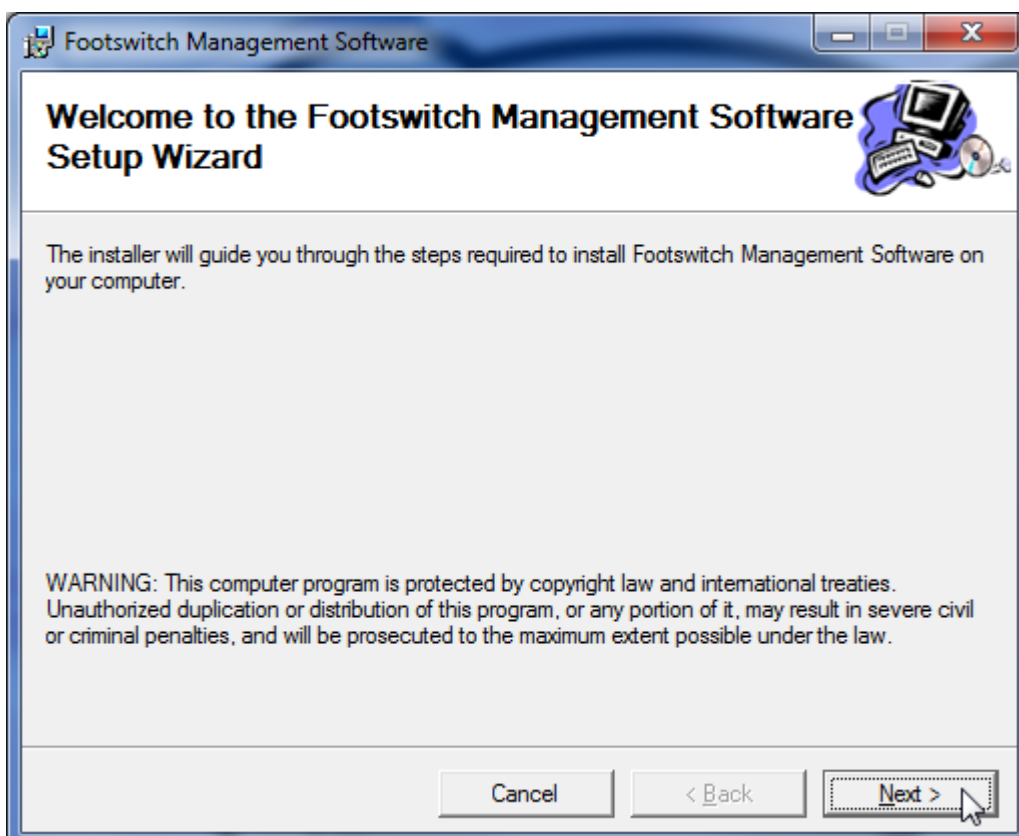 Footswitch Management Software
Welcome to the Footswitch Management Software
Setup Wizard
The installer will guide you through the steps required to install Footswitch Management Software on
your computer.
WARNING: This computer program is protected by copyright law and international treaties.
Unauthorized duplication or distribution of this program, or any portion of it, may result in severe civil
or criminal penalties, and will be prosecuted to the maximum extent possible under the law.
Cancel
< Back
Next >